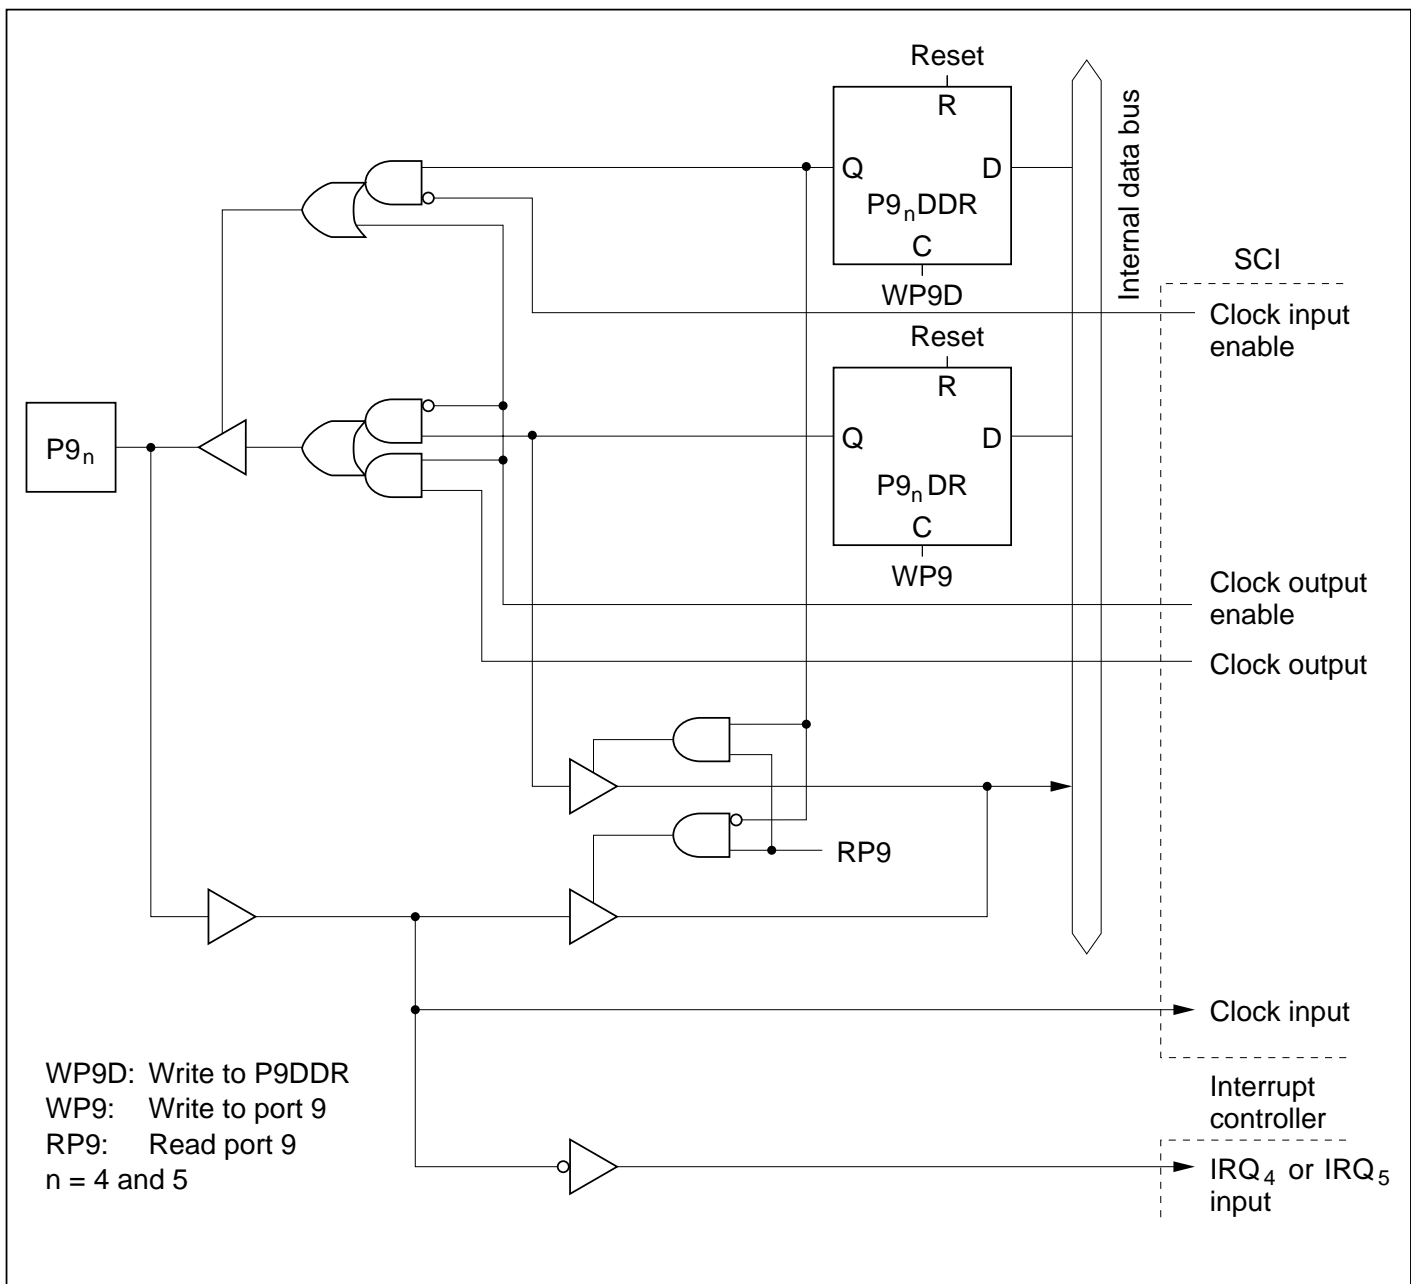 Reset
R
Q
D
P9nDDR
C
WP9D
Internal data bus
SCI
Clock input
enable
Reset
R
P9n
Q
D
P9n DR
C
WP9
Clock output
enable
Clock output
RP9
Clock input
WP9D: Write to P9DDR
WP9: Write to port 9
RP9: Read port 9
n = 4 and 5
Interrupt
controller
IRQ4 or IRQ5
input